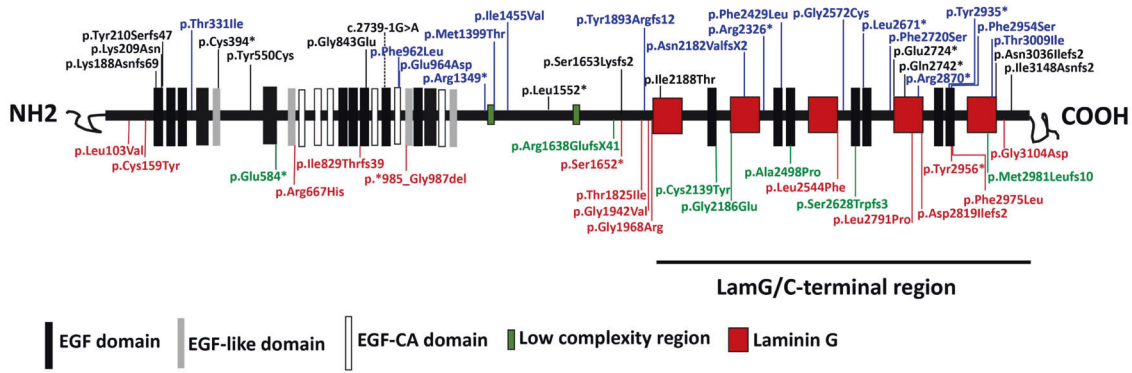 p.Tyr210Serfs47
p.Lys209Asn
p.Lys188Asnfs69
p.Thr331Ile
p.Cys394*
p.Tyr550Cys
c.2739-1G>A
p.Gly843Glu
p.Phe962Leu
p.Glu964Asp
p.Arg1349*
p.Met1399Thr
p.Ile1455Val
p.Leu1552*
p.Ser1653Lysfs2
p.Tyr1893Argfs12
p.Asn2182ValfsX2
p.Ile2188Thr
p.Arg2326*
p.Phe2429Leu
p.Gly2572Cys
p.Leu2671*
p.Phe2720Ser
p.Glu2724*
p.Gln2742*
p.Arg2870*
p.Tyr2935*
p.Phe2954Ser
p.Thr3009Ile
p.Asn3036Ilefs2
p.Ile3148Asnfs2
NH2
COOH
p.Leu103Val
p.Cys159Tyr
p.Glu584*
p.Arg667His
p.Ile829Thrfs39
p.*985_Gly987del
p.Arg1638GlufsX41
p.Ser1652*
p.Thr1825Ile
p.Gly1942Val
p.Gly1968Arg
p.Cys2139Tyr
p.Gly2186Glu
p.Ala2498Pro
p.Leu2544Phe
p.Ser2628Trpfs3
p.Leu2791Pro
p.Asp2819Ilefs2
p.Tyr2956*
p.Phe2975Leu
p.Met2981Leufs10
p.Gly3104Asp
LamG/C-terminal region
EGF domain
EGF-like domain
EGF-CA domain
Low complexity region
Laminin G